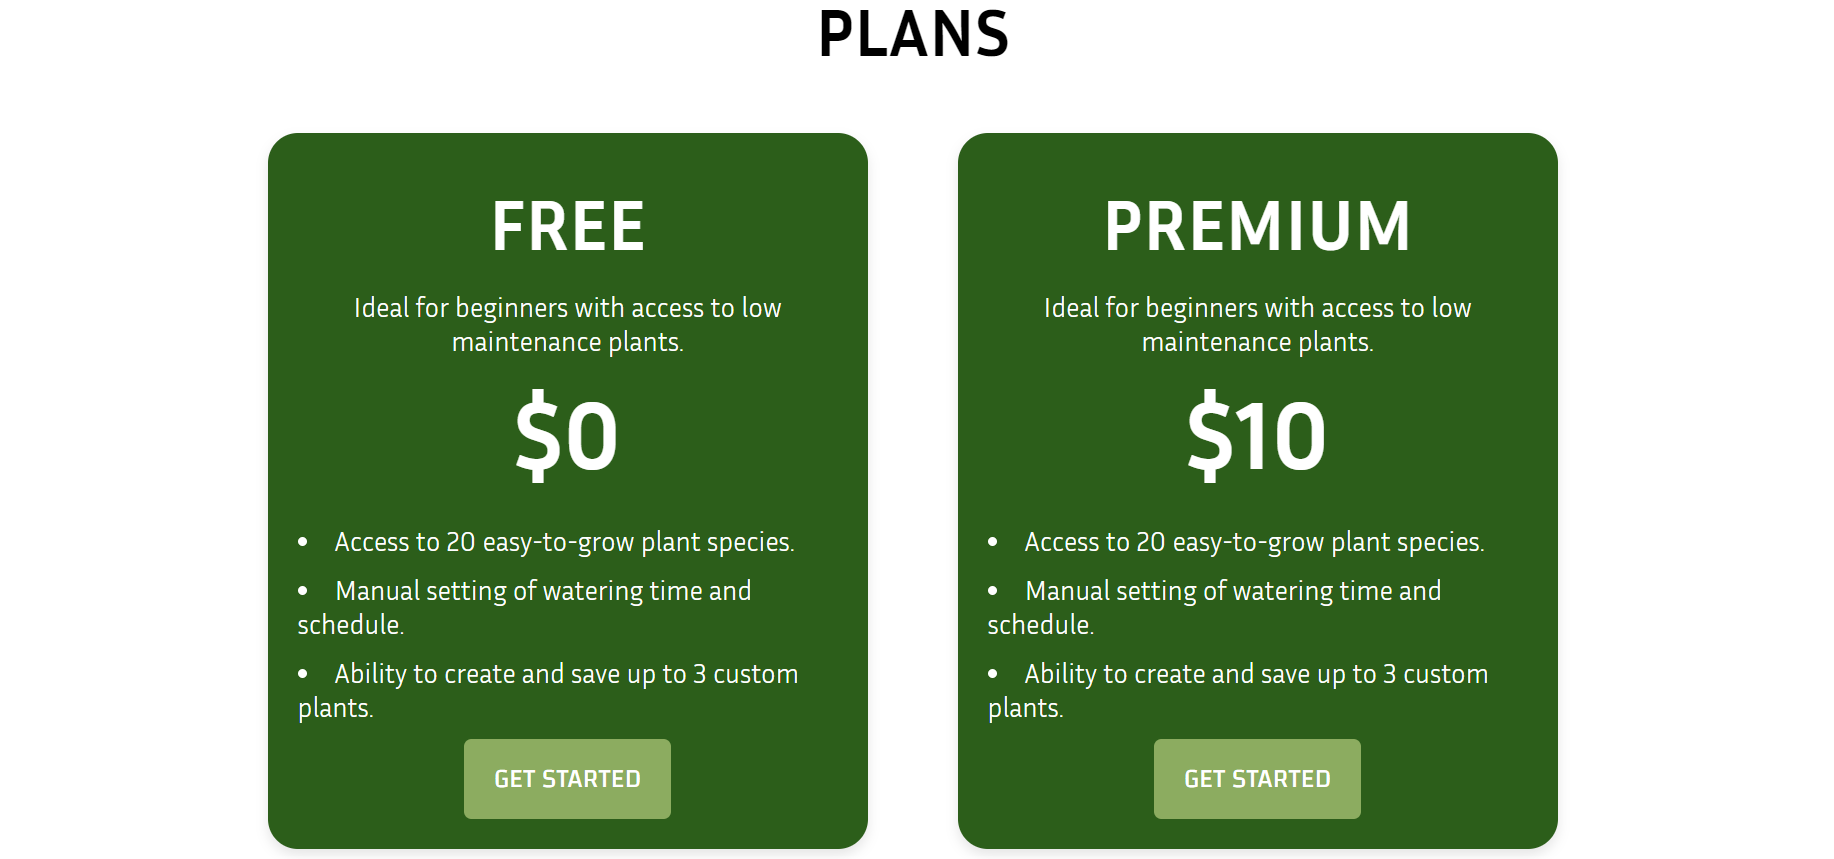 PLANS
FREE
Ideal for beginners with access to low
maintenance plants.
$0
• Access to 20 easy-to-grow plant species.
• Manual setting of watering time and
schedule.
• Ability to create and save up to 3 custom
plants.
GET STARTED
PREMIUM
Ideal for beginners with access to low
maintenance plants.
$10
• Access to 20 easy-to-grow plant species.
• Manual setting of watering time and
schedule.
• Ability to create and save up to 3 custom
plants.
GET STARTED